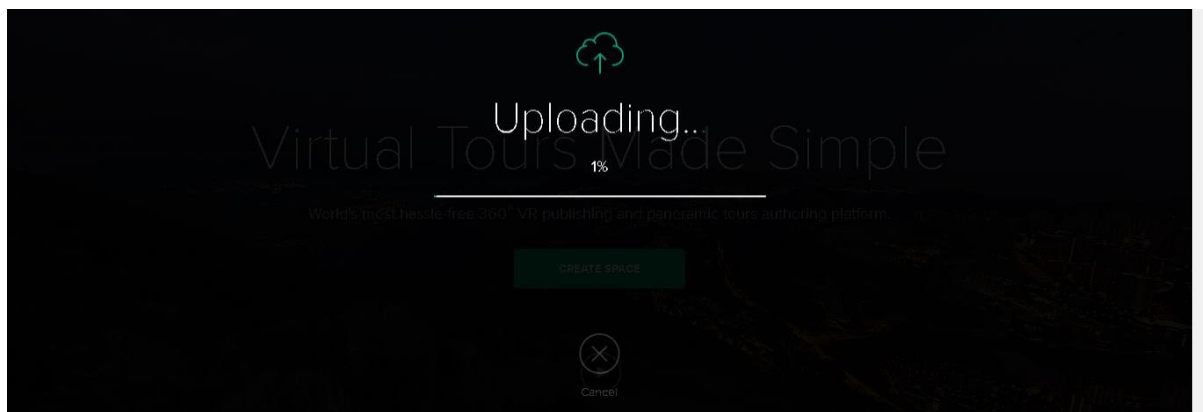 Uploading...
Virtual Tours Made Simple
1%
World's most hassle-free 360° VR publishing and panoramic tours authoring platform.
CREATE SPACE
Cancel